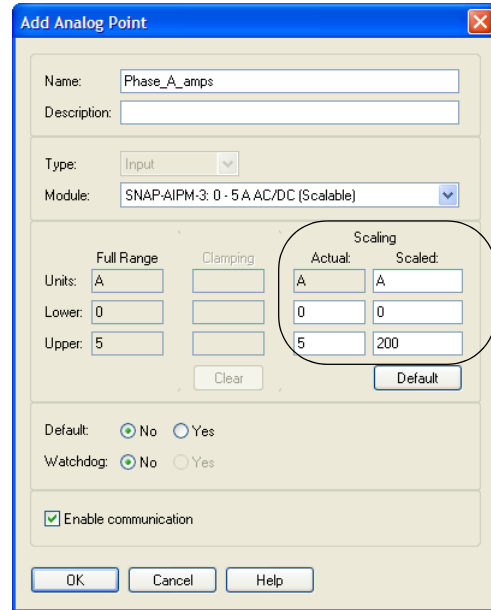 Add Analog Point
Name: Phase_A_amps
Description:
Type: Input
Module: SNAP-AIPM-3: 0 - 5 A AC/DC (Scalable)
Scaling
Full Range Clamping Actual: Scaled:
Units: A A A
Lower: 0 0 0
Upper: 5 5 200
Clear Default
Default: No Yes
Watchdog: No Yes
Enable communication
OK Cancel Help